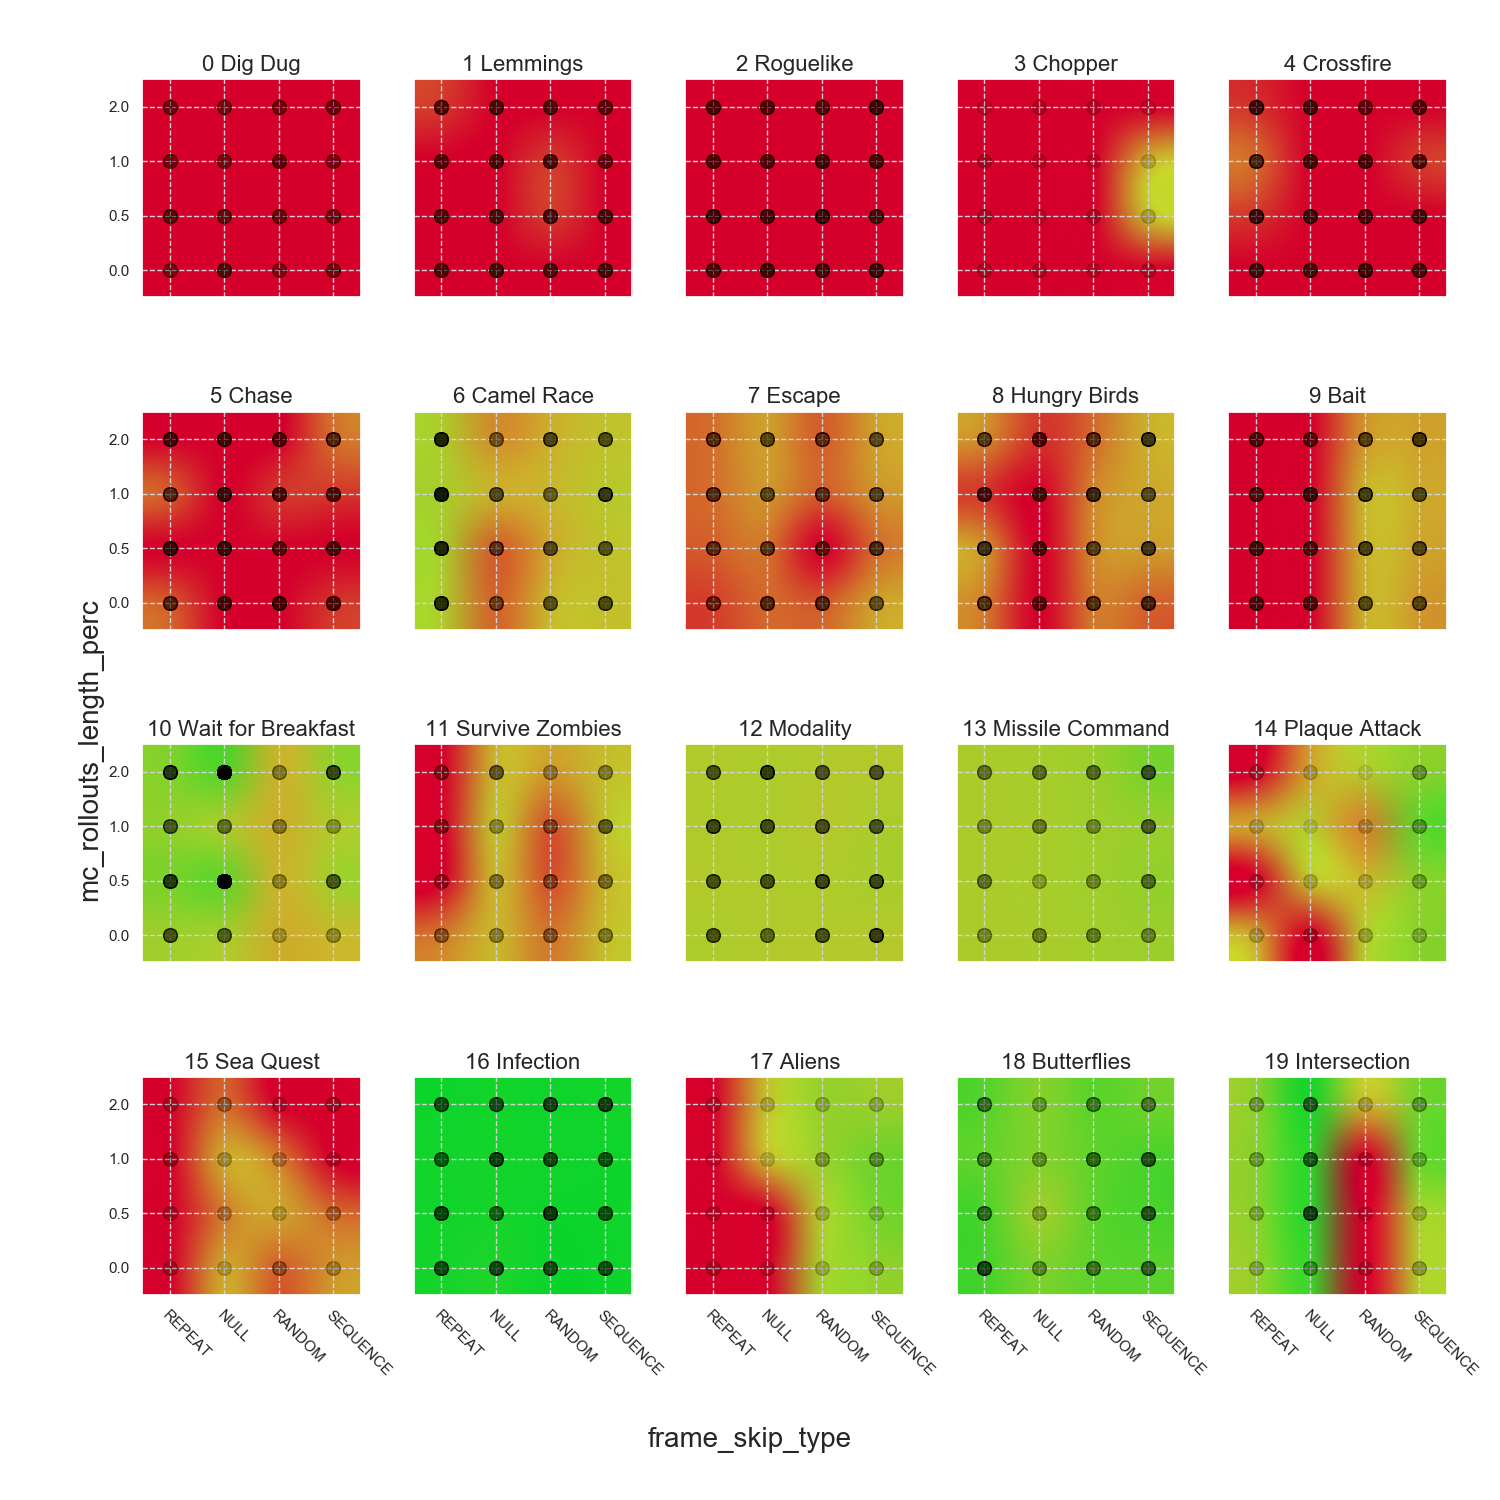 0 Dig Dug
1 Lemmings
2 Roguelike
3 Chopper
4 Crossfire
2.0
1.0
0.5
0.0
5 Chase
6 Camel Race
7 Escape
8 Hungry Birds
9 Bait
2.0
1.0
0.5
0.0
mc_rollouts_length_perc
10 Wait for Breakfast
11 Survive Zombies
12 Modality
13 Missile Command
14 Plaque Attack
2.0
1.0
0.5
0.0
15 Sea Quest
16 Infection
17 Aliens
18 Butterflies
19 Intersection
2.0
1.0
0.5
0.0
REPEAT
NULL
RANDOM
SEQUENCE
REPEAT
NULL
RANDOM
SEQUENCE
REPEAT
NULL
RANDOM
SEQUENCE
REPEAT
NULL
RANDOM
SEQUENCE
REPEAT
NULL
RANDOM
SEQUENCE
frame_skip_type